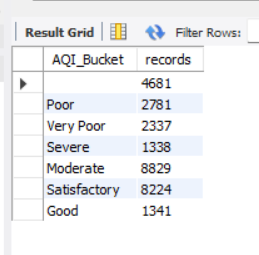 Result Grid Filter Rows:
AQI_Bucket records
4681
Poor 2781
Very Poor 2337
Severe 1338
Moderate 8829
Satisfactory 8224
Good 1341